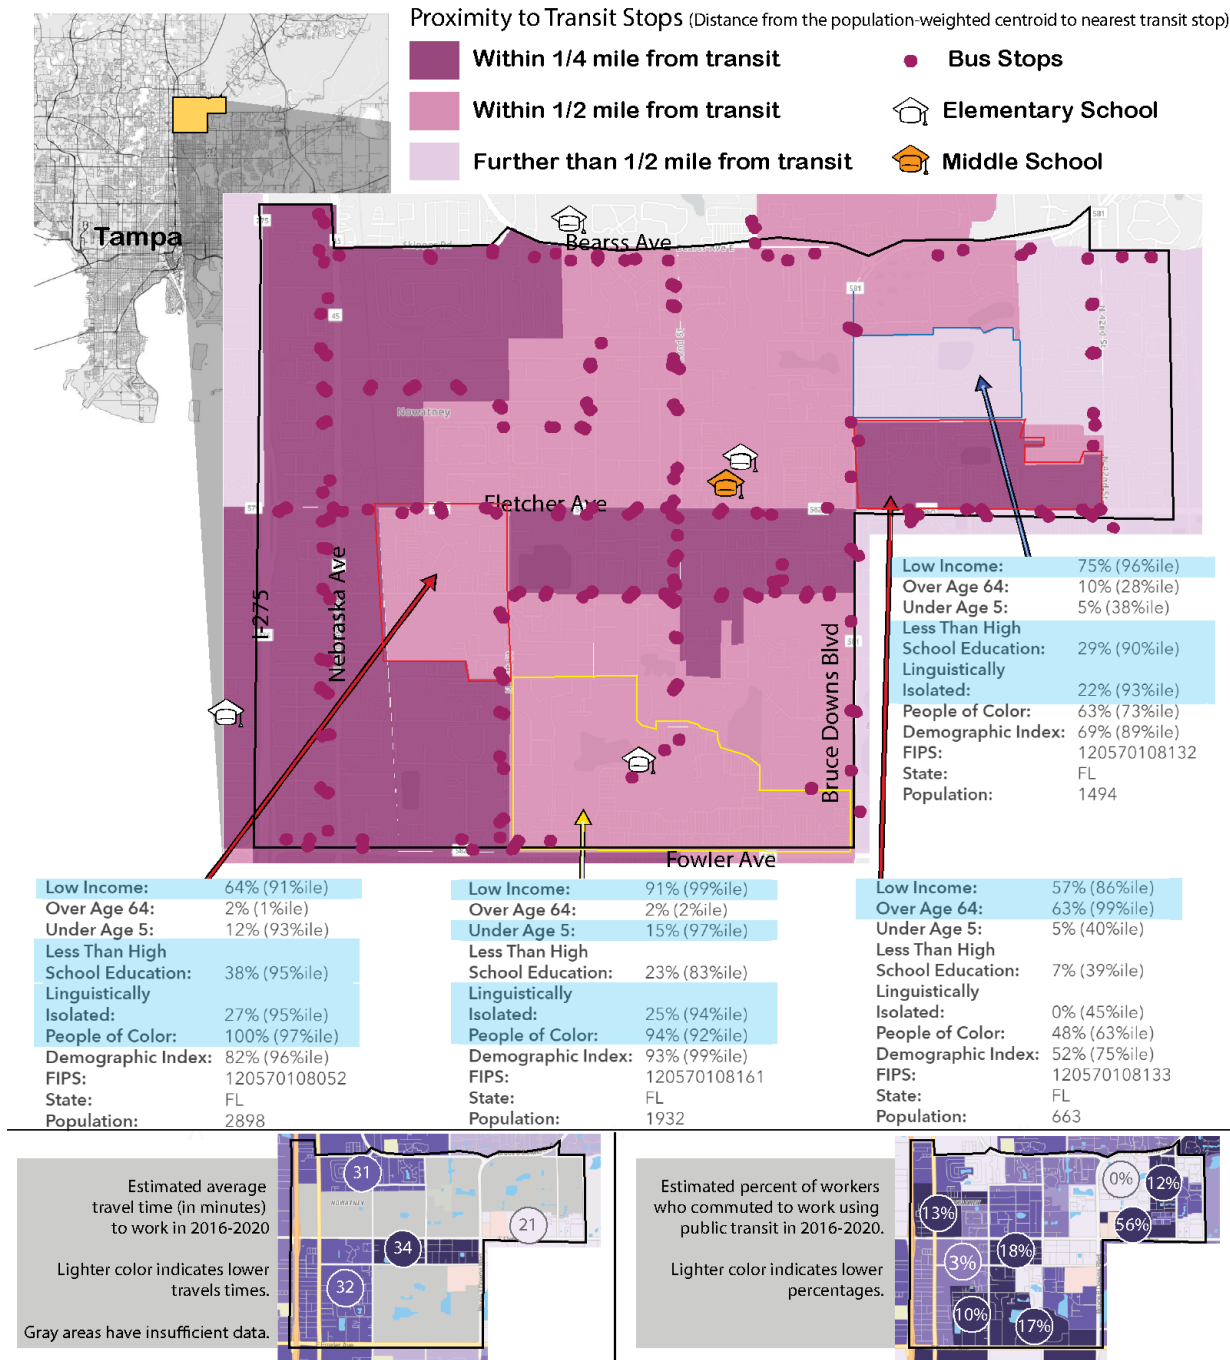 Proximity to Transit Stops (Distance from the population-weighted centroid to nearest transit stop)
Within 1/4 mile from transit
Bus Stops
Within 1/2 mile from transit
Elementary School
Further than 1/2 mile from transit
Middle School
Tampa
Bearss Ave
581
581
45
N 42nd St
Nowatney
Fletcher Ave
Nebraska Ave
I-275
Bruce Downs Blvd
Fowler Ave
Low Income: 75% (96%ile)
Over Age 64: 10% (28%ile)
Under Age 5: 5% (38%ile)
Less Than High
School Education: 29% (90%ile)
Linguistically
Isolated: 22% (93%ile)
People of Color: 63% (73%ile)
Demographic Index: 69% (89%ile)
FIPS: 120570108132
State: FL
Population: 1494
Low Income: 64% (91%ile)
Over Age 64: 2% (1%ile)
Under Age 5: 12% (93%ile)
Less Than High
School Education: 38% (95%ile)
Linguistically
Isolated: 27% (95%ile)
People of Color: 100% (97%ile)
Demographic Index: 82% (96%ile)
FIPS: 120570108052
State: FL
Population: 2898
Low Income: 91% (99%ile)
Over Age 64: 2% (2%ile)
Under Age 5: 15% (97%ile)
Less Than High
School Education: 23% (83%ile)
Linguistically
Isolated: 25% (94%ile)
People of Color: 94% (92%ile)
Demographic Index: 93% (99%ile)
FIPS: 120570108161
State: FL
Population: 1932
Low Income: 57% (86%ile)
Over Age 64: 63% (99%ile)
Under Age 5: 5% (40%ile)
Less Than High
School Education: 7% (39%ile)
Linguistically
Isolated: 0% (45%ile)
People of Color: 48% (63%ile)
Demographic Index: 52% (75%ile)
FIPS: 120570108133
State: FL
Population: 663
Estimated average
travel time (in minutes)
to work in 2016-2020
Lighter color indicates lower
travels times.
Gray areas have insufficient data.
31
NOWATNEY
21
34
32
Estimated percent of workers
who commuted to work using
public transit in 2016-2020.
Lighter color indicates lower
percentages.
0%
12%
13%
56%
18%
3%
10%
17%